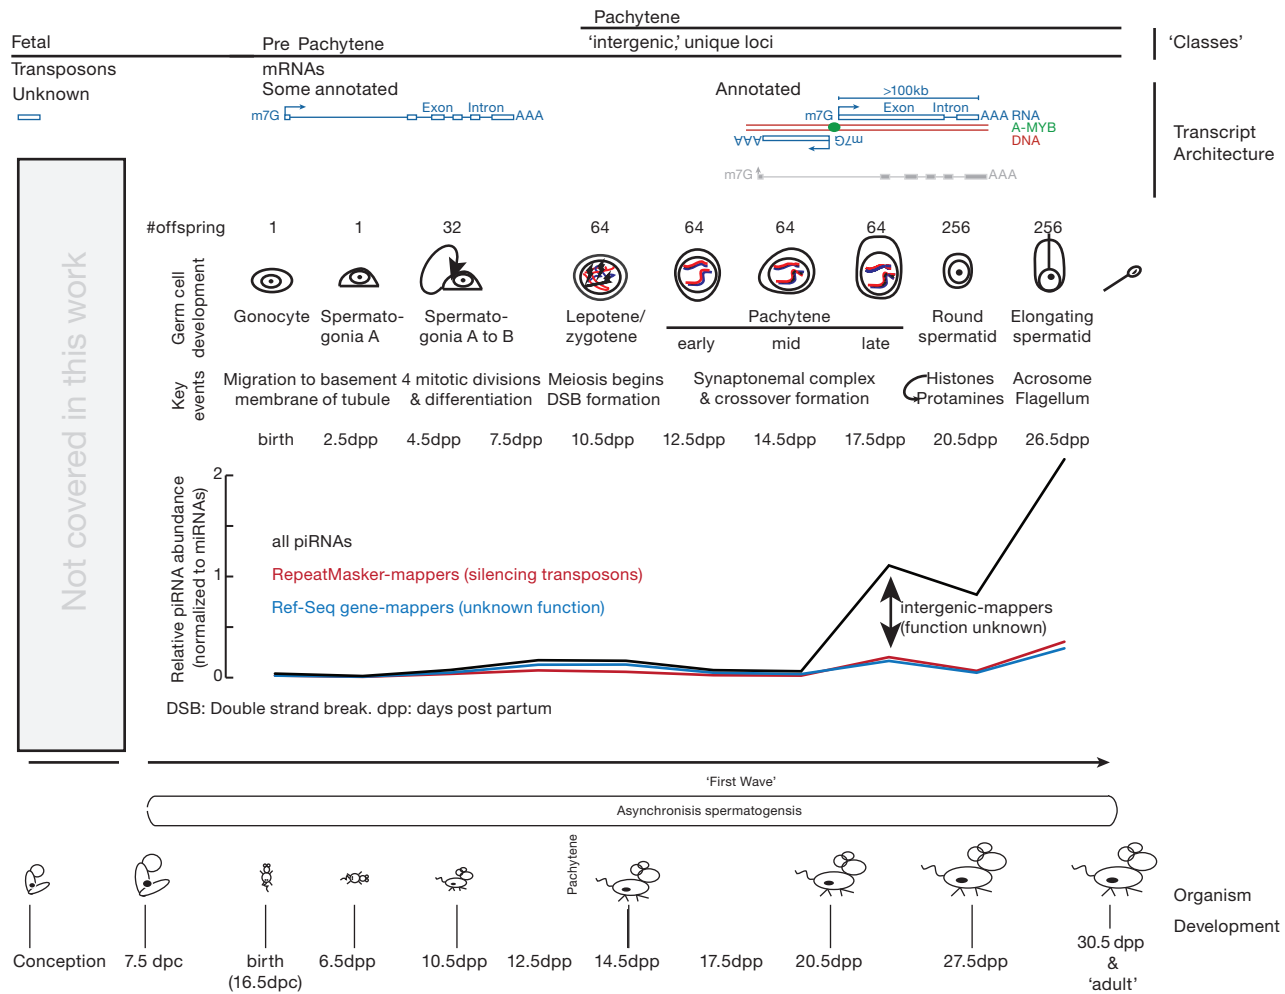 Pachytene
Fetal
Pre Pachytene
'intergenic,' unique loci
'Classes'
Transposons
Unknown
mRNAs
Some annotated
m7G
Exon
Intron
AAA
Annotated
>100kb
m7G
Exon
Intron
AAA
RNA
A-MYB
DNA
AAA
m7G
m7G
AAA
Transcript
Architecture
Not covered in this work
#offspring
1
1
32
64
64
64
64
256
256
Germ cell
development
Gonocyte
Spermato-
gonia A
Spermato-
gonia A to B
Lepotene/
zygotene
Pachytene
early
mid
late
Round
spermatid
Elongating
spermatid
Key
events
Migration to basement
membrane of tubule
4 mitotic divisions
& differentiation
Meiosis begins
DSB formation
Synaptonemal complex
& crossover formation
Histones
Protamines
Acrosome
Flagellum
birth
2.5dpp
4.5dpp
7.5dpp
10.5dpp
12.5dpp
14.5dpp
17.5dpp
20.5dpp
26.5dpp
Relative piRNA abundance
(normalized to miRNAs)
2
1
0
all piRNAs
RepeatMasker-mappers (silencing transposons)
Ref-Seq gene-mappers (unknown function)
intergenic-mappers
(function unknown)
DSB: Double strand break. dpp: days post partum
'First Wave'
Asynchronisis spermatogensis
Pachytene
Organism
Development
Conception
7.5 dpc
birth
(16.5dpc)
6.5dpp
10.5dpp
12.5dpp
14.5dpp
17.5dpp
20.5dpp
27.5dpp
30.5 dpp
&
'adult'